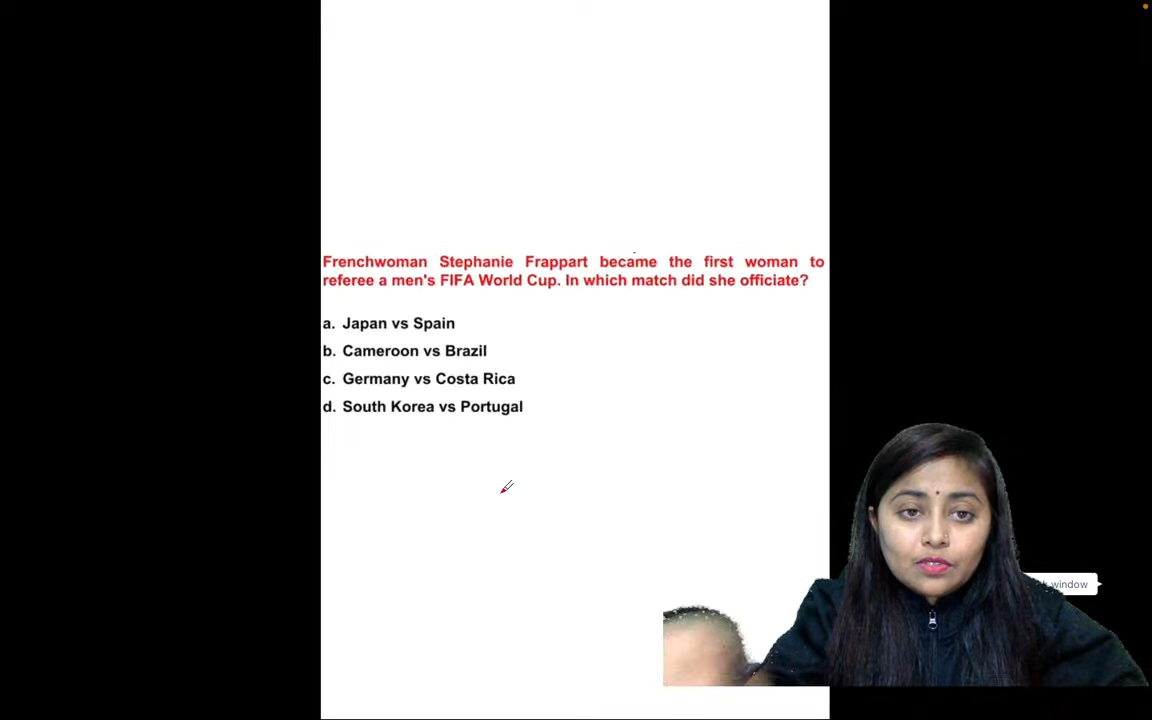 Frenchwoman Stephanie Frappart became the first woman to
referee a men's FIFA World Cup. In which match did she officiate?
a. Japan vs Spain
b. Cameroon vs Brazil
c. Germany vs Costa Rica
d. South Korea vs Portugal
window